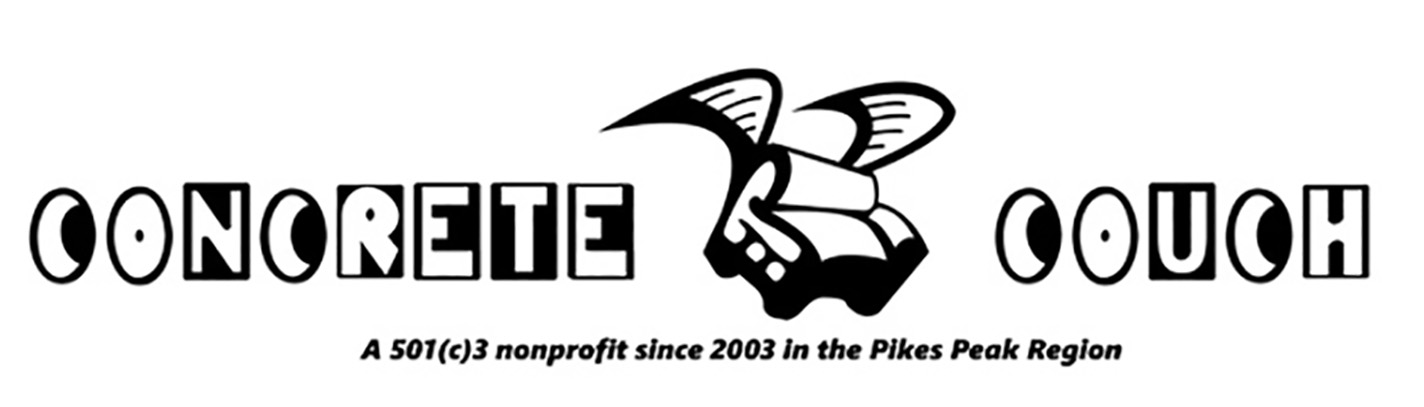 CONCRETE COUCH
A 501(c)3 nonprofit since 2003 in the Pikes Peak Region